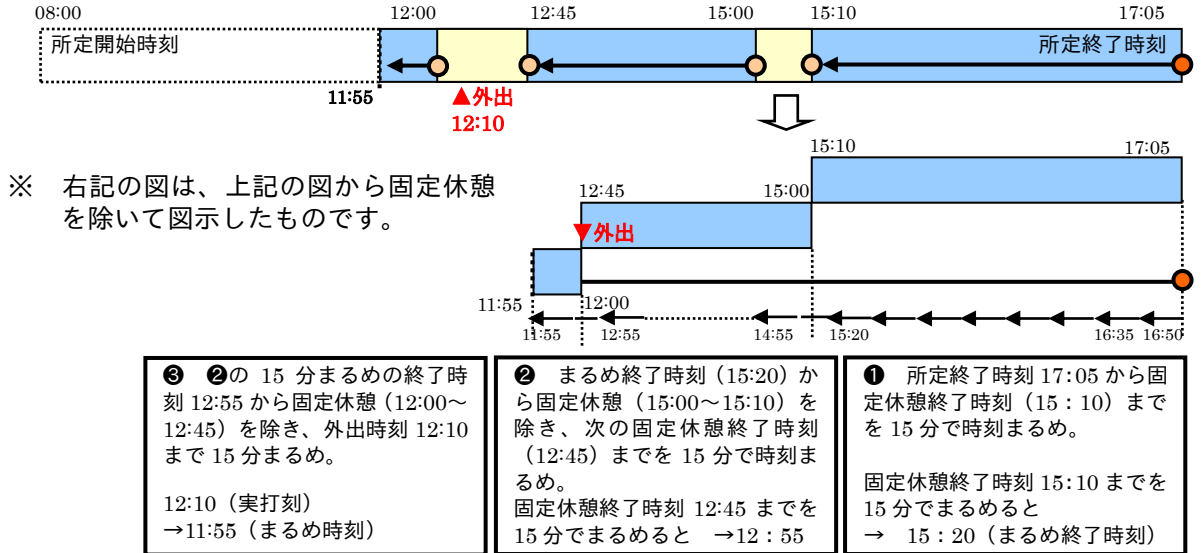 08:00 12:00 12:45 15:00 15:10 17:05
所定開始時刻 所定終了時刻
11:55
▲外出
12:10
15:10 17:05
※ 右記の図は、上記の図から固定休憩
を除いて図示したものです。
12:45 15:00
▼外出
11:55 12:00
11:55 12:55 14:55 15:20 16:35 16:50
❸ ❷の 15 分まるめの終了時
刻 12:55 から固定休憩（12:00～
12:45）を除き、外出時刻 12:10
まで 15 分まるめ。
12:10（実打刻）
→11:55（まるめ時刻）
❷ まるめ終了時刻（15:20）か
ら固定休憩（15:00～15:10）を
除き、次の固定休憩終了時刻
（12:45）までを 15 分で時刻ま
るめ。
固定休憩終了時刻 12:45 までを
15 分でまるめると →12：55
❶ 所定終了時刻 17:05 から固
定休憩終了時刻（15：10）まで
を 15 分で時刻まるめ。
固定休憩終了時刻 15:10 までを
15 分でまるめると
→ 15：20（まるめ終了時刻）